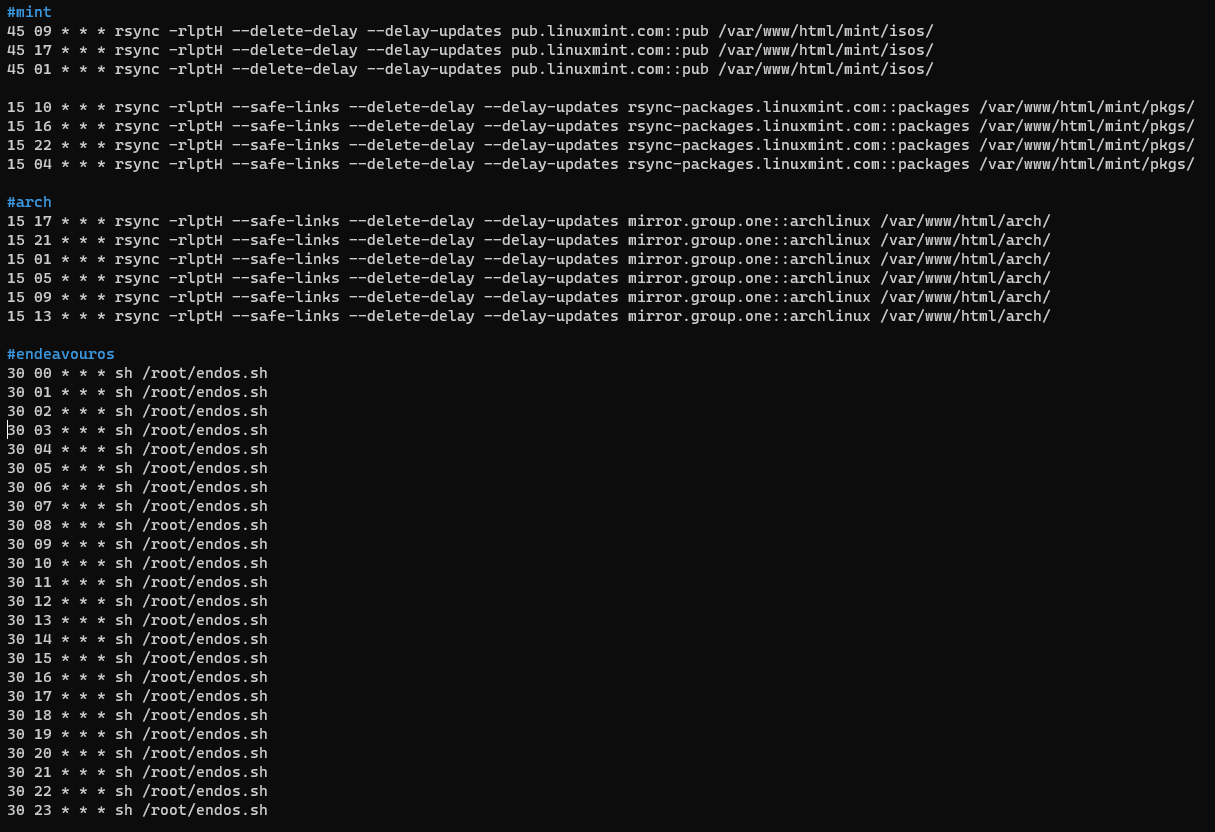 #mint
45 09 * * * rsync -rlptH --delete-delay --delay-updates pub.linuxmint.com::pub /var/www/html/mint/isos/
45 17 * * * rsync -rlptH --delete-delay --delay-updates pub.linuxmint.com::pub /var/www/html/mint/isos/
45 01 * * * rsync -rlptH --delete-delay --delay-updates pub.linuxmint.com::pub /var/www/html/mint/isos/

15 10 * * * rsync -rlptH --safe-links --delete-delay --delay-updates rsync-packages.linuxmint.com::packages /var/www/html/mint/pkgs/
15 16 * * * rsync -rlptH --safe-links --delete-delay --delay-updates rsync-packages.linuxmint.com::packages /var/www/html/mint/pkgs/
15 22 * * * rsync -rlptH --safe-links --delete-delay --delay-updates rsync-packages.linuxmint.com::packages /var/www/html/mint/pkgs/
15 04 * * * rsync -rlptH --safe-links --delete-delay --delay-updates rsync-packages.linuxmint.com::packages /var/www/html/mint/pkgs/

#arch
15 17 * * * rsync -rlptH --safe-links --delete-delay --delay-updates mirror.group.one::archlinux /var/www/html/arch/
15 21 * * * rsync -rlptH --safe-links --delete-delay --delay-updates mirror.group.one::archlinux /var/www/html/arch/
15 01 * * * rsync -rlptH --safe-links --delete-delay --delay-updates mirror.group.one::archlinux /var/www/html/arch/
15 05 * * * rsync -rlptH --safe-links --delete-delay --delay-updates mirror.group.one::archlinux /var/www/html/arch/
15 09 * * * rsync -rlptH --safe-links --delete-delay --delay-updates mirror.group.one::archlinux /var/www/html/arch/
15 13 * * * rsync -rlptH --safe-links --delete-delay --delay-updates mirror.group.one::archlinux /var/www/html/arch/

#endeavouros
30 00 * * * sh /root/endos.sh
30 01 * * * sh /root/endos.sh
30 02 * * * sh /root/endos.sh
30 03 * * * sh /root/endos.sh
30 04 * * * sh /root/endos.sh
30 05 * * * sh /root/endos.sh
30 06 * * * sh /root/endos.sh
30 07 * * * sh /root/endos.sh
30 08 * * * sh /root/endos.sh
30 09 * * * sh /root/endos.sh
30 10 * * * sh /root/endos.sh
30 11 * * * sh /root/endos.sh
30 12 * * * sh /root/endos.sh
30 13 * * * sh /root/endos.sh
30 14 * * * sh /root/endos.sh
30 15 * * * sh /root/endos.sh
30 16 * * * sh /root/endos.sh
30 17 * * * sh /root/endos.sh
30 18 * * * sh /root/endos.sh
30 19 * * * sh /root/endos.sh
30 20 * * * sh /root/endos.sh
30 21 * * * sh /root/endos.sh
30 22 * * * sh /root/endos.sh
30 23 * * * sh /root/endos.sh